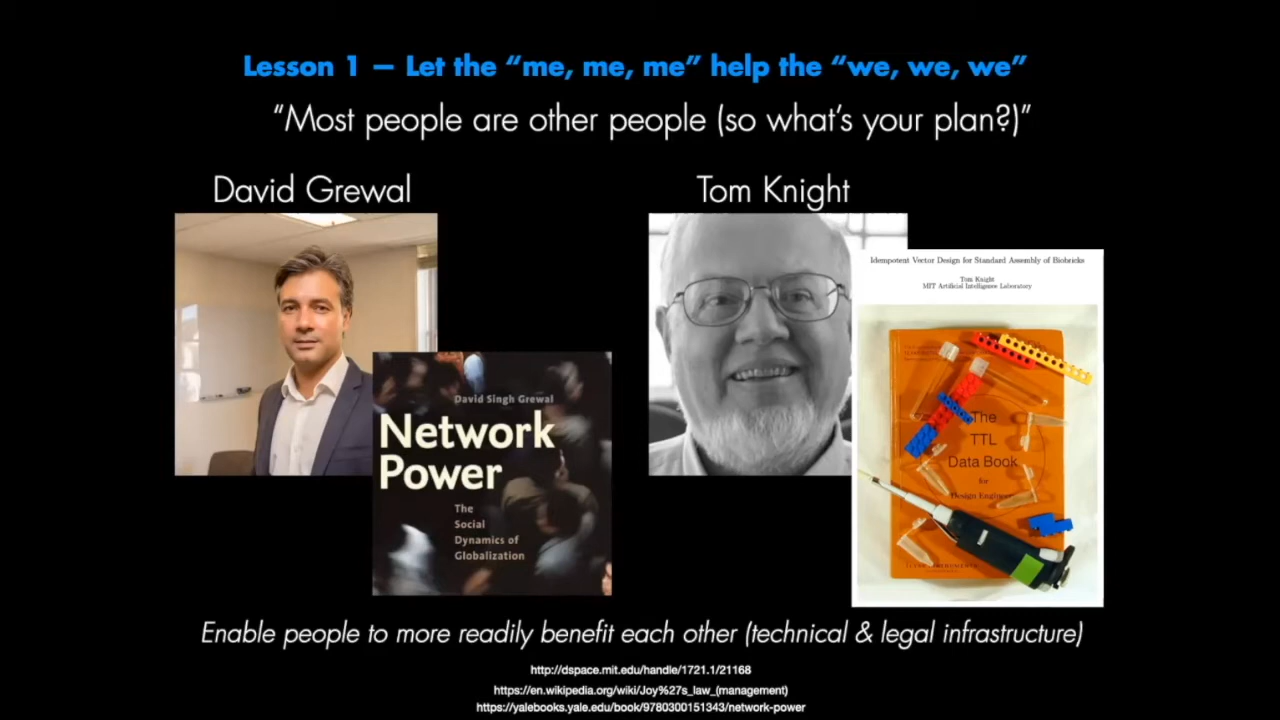 Lesson 1 — Let the “me, me, me” help the “we, we, we”
“Most people are other people (so what’s your plan?)”
David Grewal
Tom Knight
David Singh Grewal
Network
Power
The
Social
Dynamics of
Globalization
Idempotent Vector Design for Standard Assembly of Biobricks
Tom Knight
MIT Artificial Intelligence Laboratory
The
TTL
Data Book
for
Design Engineers
Enable people to more readily benefit each other (technical & legal infrastructure)
http://dspace.mit.edu/handle/1721.1/21168
https://en.wikipedia.org/wiki/Joy%27s_law_(management)
https://yalebooks.yale.edu/book/9780300151343/network-power